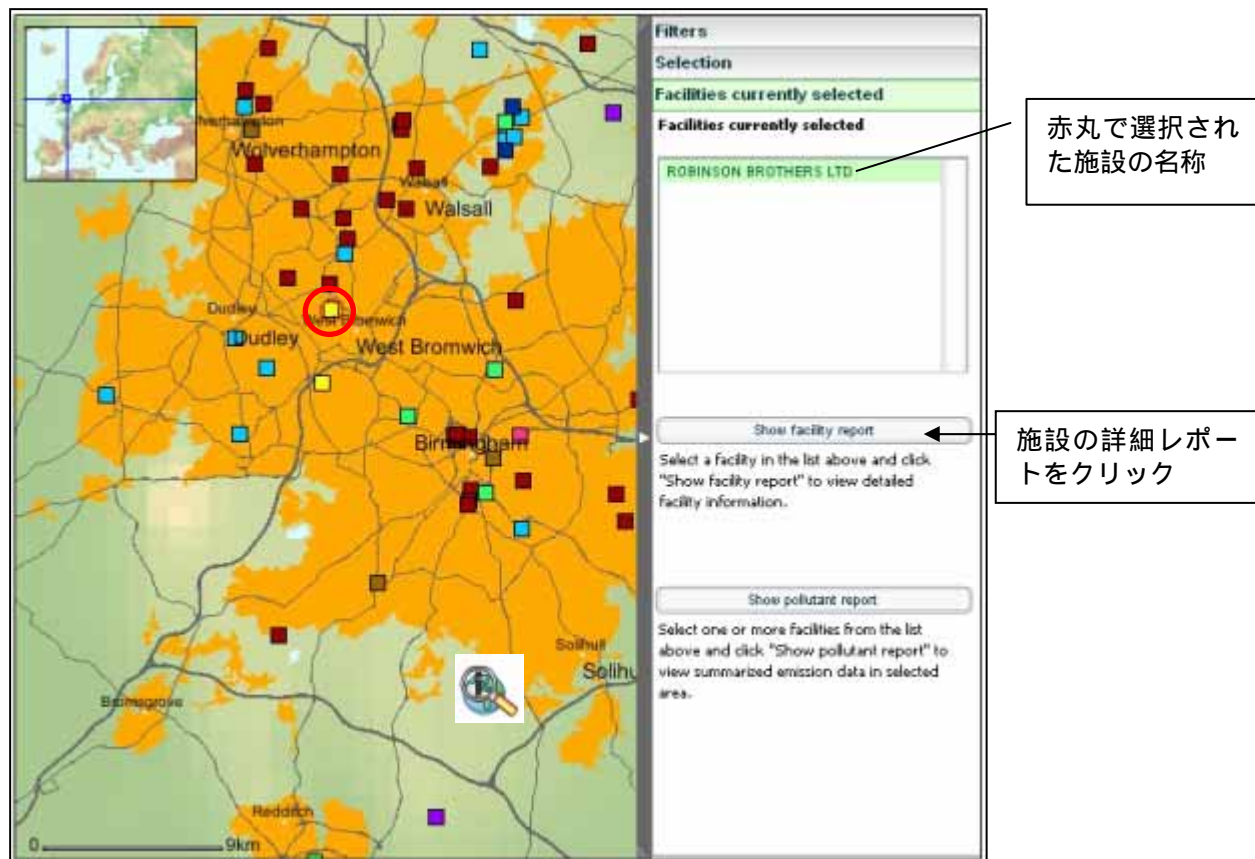 Filters
Selection
Facilities currently selected
Facilities currently selected
ROBINSON BROTHERS LTD
Show facility report
Select a facility in the list above and click
"Show facility report" to view detailed
facility information.
Show pollutant report
Select one or more facilities from the list
above and click "Show pollutant report" to
view summarized emission data in selected
area.
赤丸で選択され
た施設の名称
施設の詳細レポー
トをクリック
Wolverhampton
Walsall
Walsall
Dudley
Dudley
West Bromwich
West Bromwich
Birmingham
Solihull
Bromsgrove
Redditch
0
9km